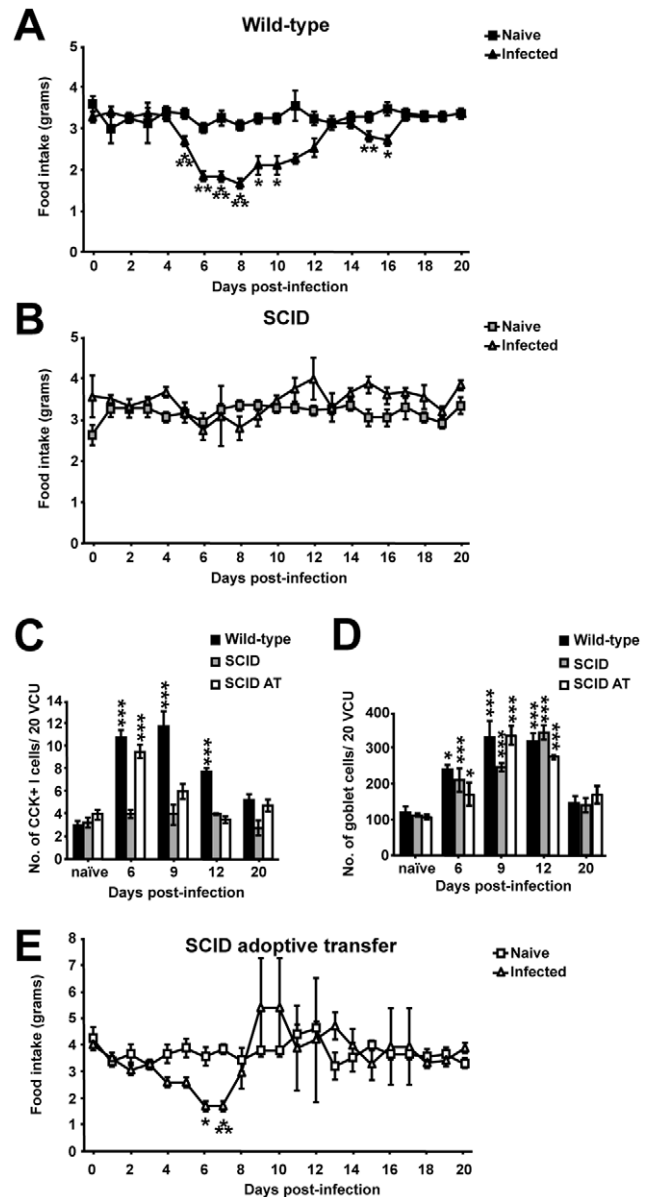 A
Wild-type
Naive
Infected
Food intake (grams)
5
4
3
2
1
0
** * ** ** * ** * ** * * ** *
0 2 4 6 8 10 12 14 16 18 20
Days post-infection
B
SCID
Naive
Infected
Food intake (grams)
5
4
3
2
1
0
0 2 4 6 8 10 12 14 16 18 20
Days post-infection
C
Wild-type
SCID
SCID AT
No. of CCK+ I cells/ 20 VCU
14
12
10
8
6
4
2
*** *** *** ***
naïve 6 9 12 20
Days post-infection
D
Wild-type
SCID
SCID AT
No. of goblet cells/ 20 VCU
400
300
200
100
0
* *** * *** *** *** *** *** ***
naïve 6 9 12 20
Days post-infection
E
SCID adoptive transfer
Naive
Infected
Food intake (grams)
8
7
6
5
4
3
2
1
0
* ***
0 2 4 6 8 10 12 14 16 18 20
Days post-infection